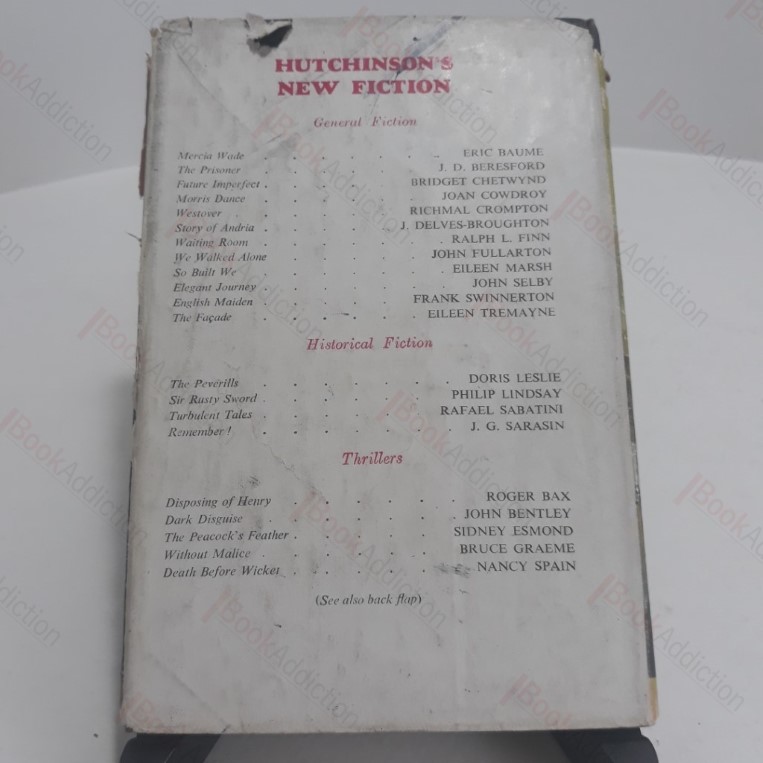 HUTCHINSON'S
NEW FICTION
General Fiction
Mercia Wade . . . . . . . ERIC BAUME
The Prisoner . . . . . . J. D. BERESFORD
Future Imperfect . . . . . BRIDGET CHETWYND
Morris Dance . . . . . . JOAN COWDROY
Westover . . . . . . RICHMAL CROMPTON
Story of Andria . . . . . J. DELVES-BROUGHTON
Waiting Room . . . . . . . RALPH L. FINN
We Walked Alone . . . . . JOHN FULLARTON
So Built We . . . . . . EILEEN MARSH
Elegant Journey . . . . . . JOHN SELBY
English Maiden . . . . . FRANK SWINNERTON
The Façade . . . . . . EILEEN TREMAYNE
Historical Fiction
The Peverills . . . . . . . DORIS LESLIE
Sir Rusty Sword . . . . . . PHILIP LINDSAY
Turbulent Tales . . . . . . RAFAEL SABATINI
Remember! . . . . . . . J. G. SARASIN
Thrillers
Disposing of Henry . . . . . . ROGER BAX
Dark Disguise . . . . . . . JOHN BENTLEY
The Peacock's Feather . . . . . SIDNEY ESMOND
Without Malice . . . . . . BRUCE GRAEME
Death Before Wicket . . . . . . NANCY SPAIN
(See also back flap)
BookAddiction